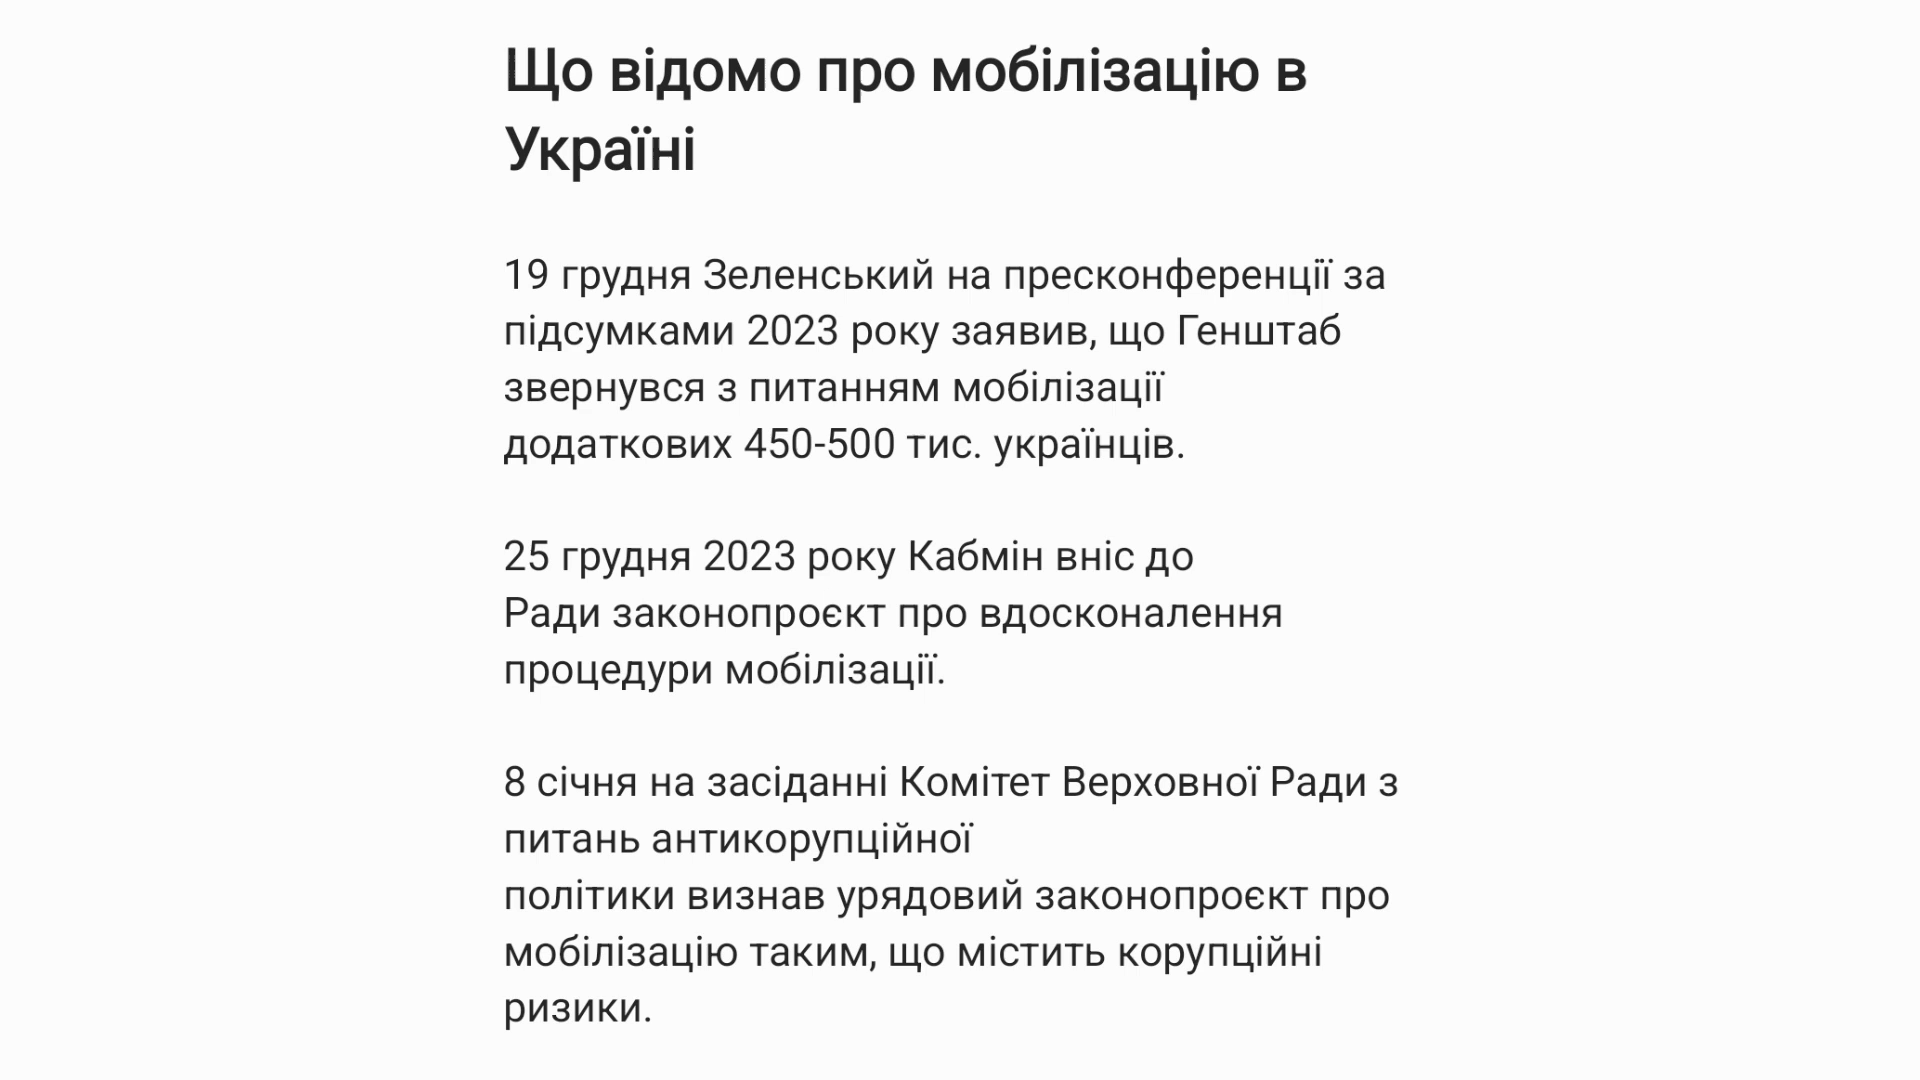 Що відомо про мобілізацію в
Україні
19 грудня Зеленський на пресконференції за
підсумками 2023 року заявив, що Генштаб
звернувся з питанням мобілізації
додаткових 450-500 тис. українців.
25 грудня 2023 року Кабмін вніс до
Ради законопроєкт про вдосконалення
процедури мобілізації.
8 січня на засіданні Комітет Верховної Ради з
питань антикорупційної
політики визнав урядовий законопроєкт про
мобілізацію таким, що містить корупційні
ризики.